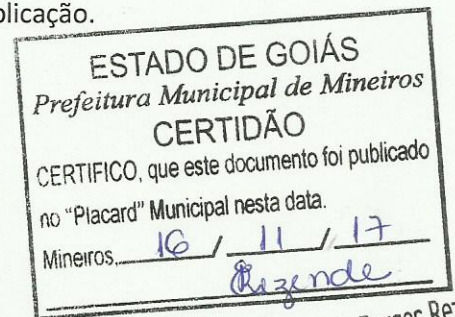 plicação.
ESTADO DE GOIÁS
Prefeitura Municipal de Mineiros
CERTIDÃO
CERTIFICO, que este documento foi publicado
no "Placard" Municipal nesta data.
Mineiros, 16 / 11 / 17
Rezende